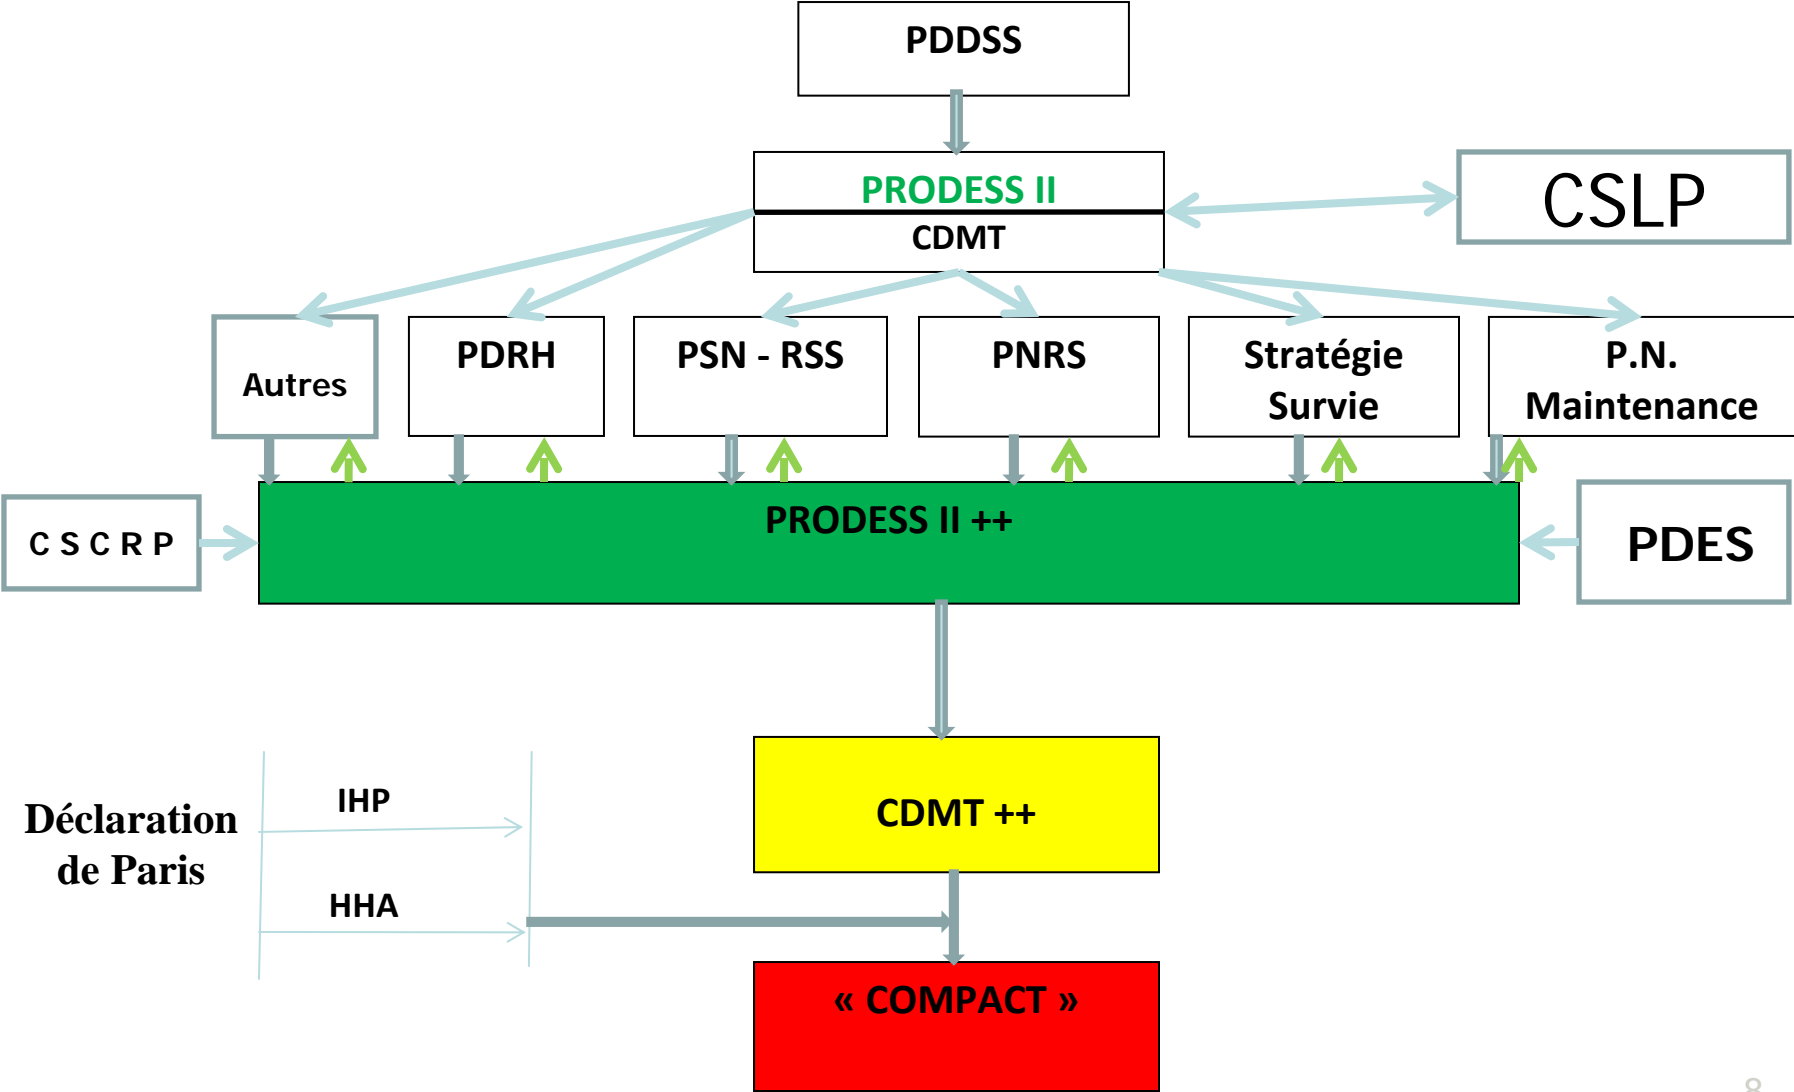 PDDSS
PRODESS II
CDMT
CSLP
Autres
PDRH
PSN - RSS
PNRS
Stratégie
Survie
P.N.
Maintenance
C S C R P
PRODESS II ++
PDES
Déclaration
de Paris
IHP
HHA
CDMT ++
« COMPACT »
8